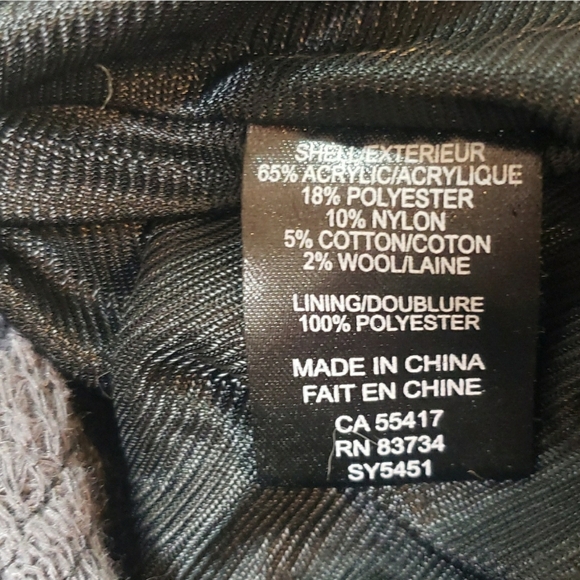 SHELL/EXTERIEUR
65% ACRYLIC/ACRYLIQUE
18% POLYESTER
10% NYLON
5% COTTON/COTON
2% WOOL/LAINE
LINING/DOUBLURE
100% POLYESTER
MADE IN CHINA
FAIT EN CHINE
CA 55417
RN 83734
SY5451